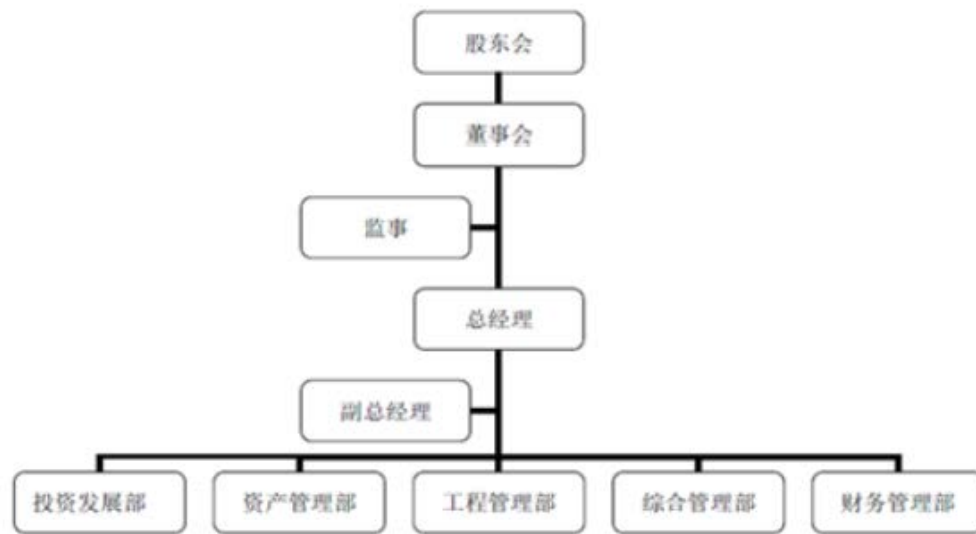 股东会
董事会
监事
总经理
副总经理
投资发展部
资产管理部
工程管理部
综合管理部
财务管理部